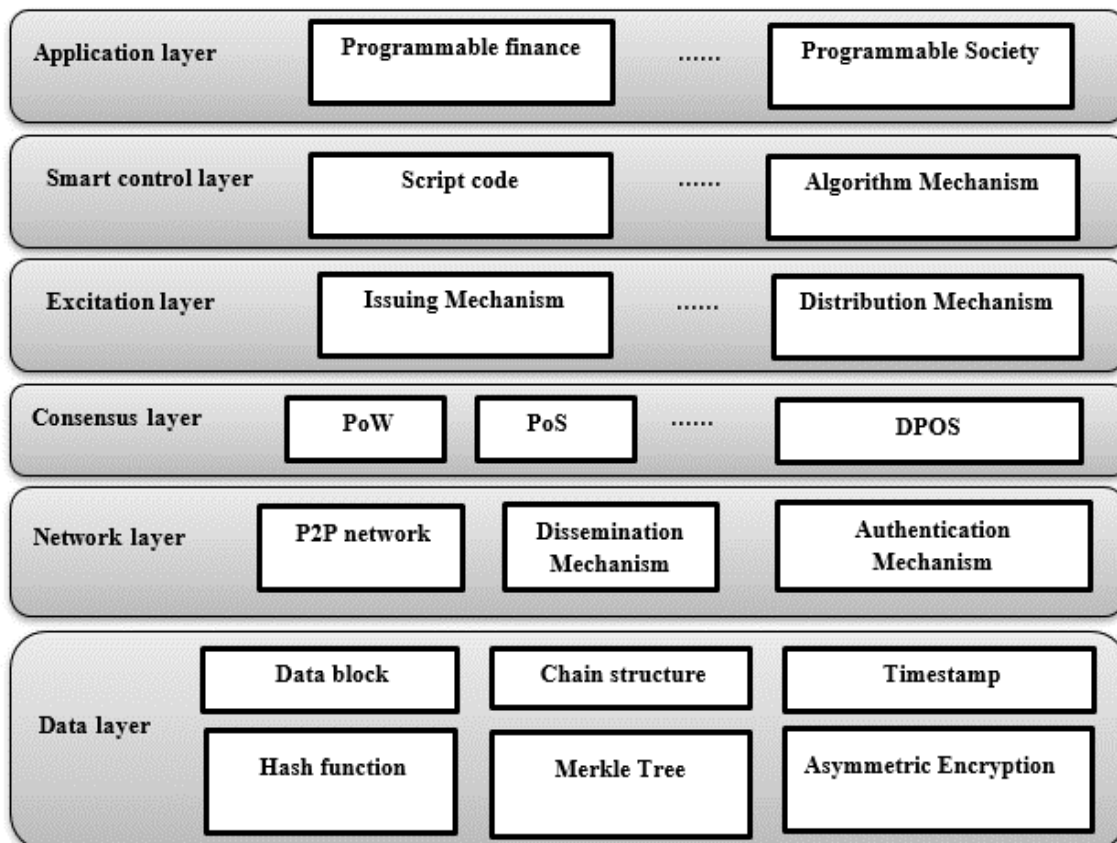 Application layer
Programmable finance
......
Programmable Society
Smart control layer
Script code
......
Algorithm Mechanism
Excitation layer
Issuing Mechanism
......
Distribution Mechanism
Consensus layer
PoW
PoS
......
DPOS
Network layer
P2P network
Dissemination
Mechanism
Authentication
Mechanism
Data layer
Data block
Chain structure
Timestamp
Hash function
Merkle Tree
Asymmetric Encryption